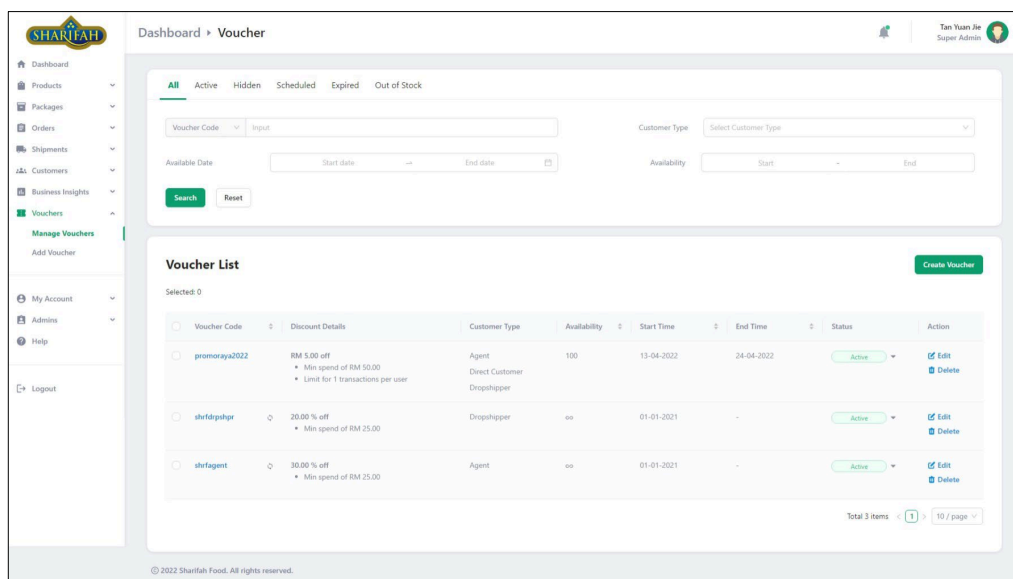 SHARIFAH
Dashboard ▸ Voucher
Tan Yuan Jie
Super Admin
Dashboard
Products
Packages
Orders
Shipments
Customers
Business Insights
Vouchers
Manage Vouchers
Add Voucher
My Account
Admins
Help
Logout
All Active Hidden Scheduled Expired Out of Stock
Voucher Code Input Customer Type Select Customer Type
Available Date Start date → End date Availability Start - End
Search Reset
Voucher List
Create Voucher
Selected: 0
Voucher Code Discount Details Customer Type Availability Start Time End Time Status Action
promoraya2022 RM 5.00 off Agent 100 13-04-2022 24-04-2022 Active Edit
• Min spend of RM 50.00 Direct Customer Delete
• Limit for 1 transactions per user Dropshipper
shrfdrpshpr 20.00 % off Dropshipper ∞ 01-01-2021 - Active Edit
• Min spend of RM 25.00 Delete
shrfagent 30.00 % off Agent ∞ 01-01-2021 - Active Edit
• Min spend of RM 25.00 Delete
Total 3 items < 1 > 10 / page
© 2022 Sharifah Food. All rights reserved.